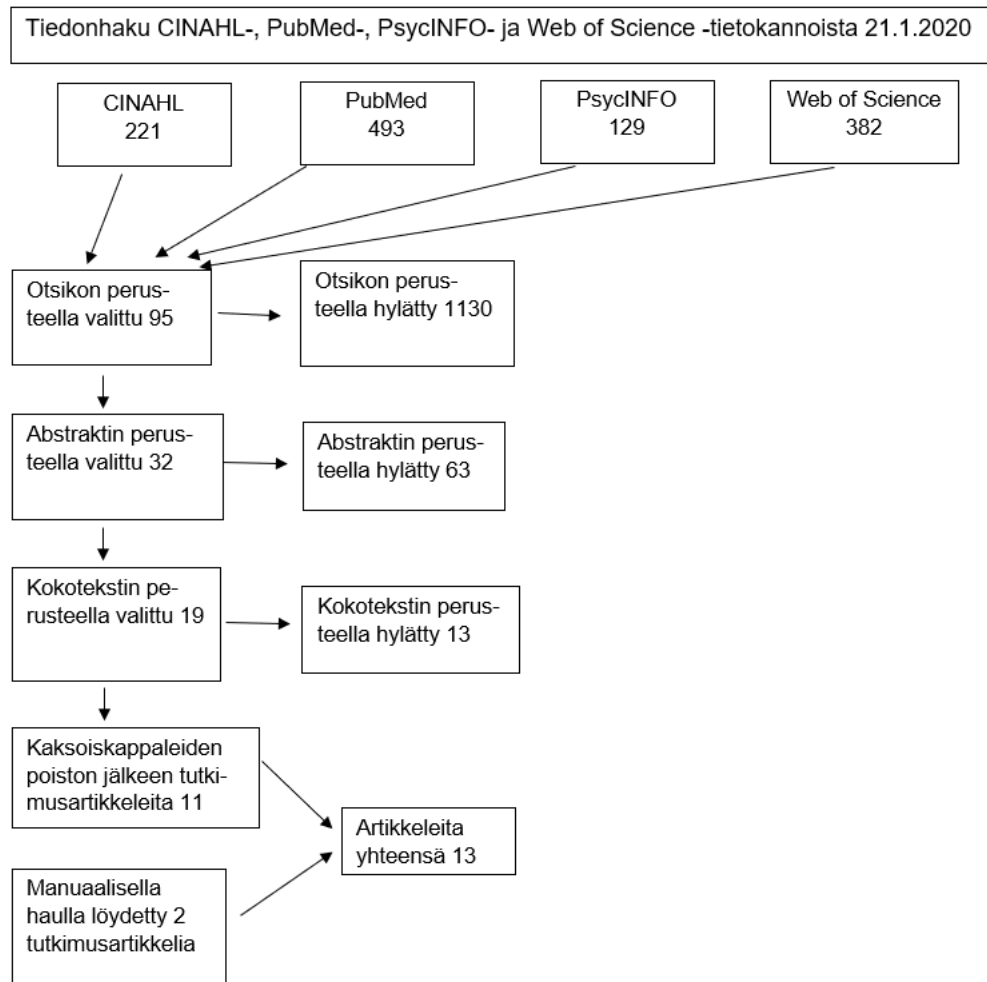 Tiedonhaku CINAHL-, PubMed-, PsycINFO- ja Web of Science -tietokannoista 21.1.2020
CINAHL
221
PubMed
493
PsycINFO
129
Web of Science
382
Otsikon perus-
teella valittu 95
Otsikon perus-
teella hylätty 1130
Abstraktin perus-
teella valittu 32
Abstraktin perus-
teella hylätty 63
Kokotekstin pe-
rusteella valittu 19
Kokotekstin perus-
teella hylätty 13
Kaksoiskappaleiden
poiston jälkeen tutki-
musartikkeleita 11
Artikkeleita
yhteensä 13
Manuaalisella
haulla löydetty 2
tutkimusartikkelia